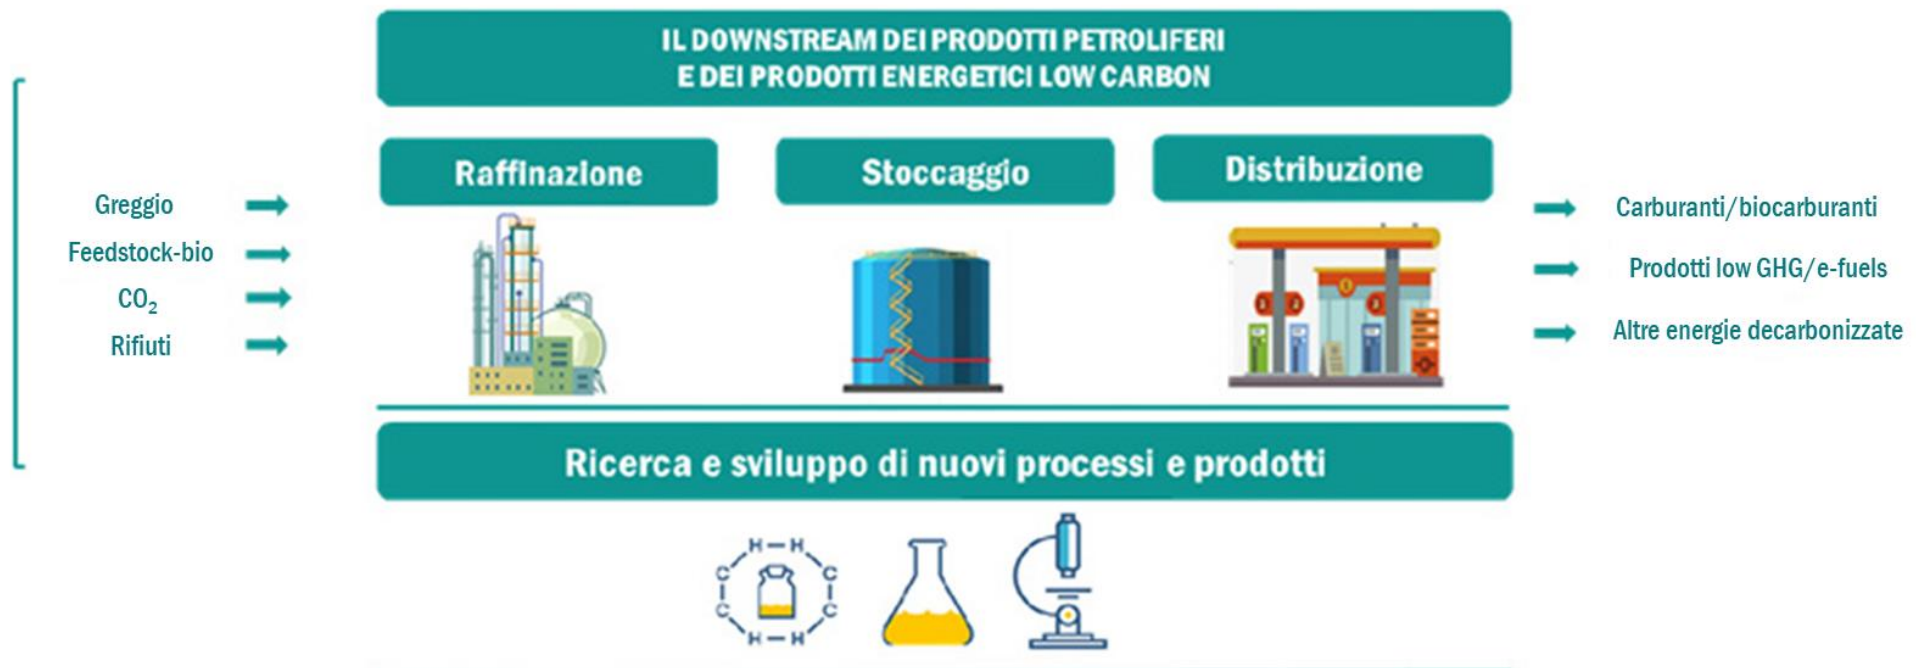 IL DOWNSTREAM DEI PRODOTTI PETROLIFERI
E DEI PRODOTTI ENERGETICI LOW CARBON
Raffinazione
Stoccaggio
Distribuzione
Greggio
Feedstock-bio
CO₂
Rifiuti
Carburanti/biocarburanti
Prodotti low GHG/e-fuels
Altre energie decarbonizzate
Ricerca e sviluppo di nuovi processi e prodotti
H H
C C
C C
H H